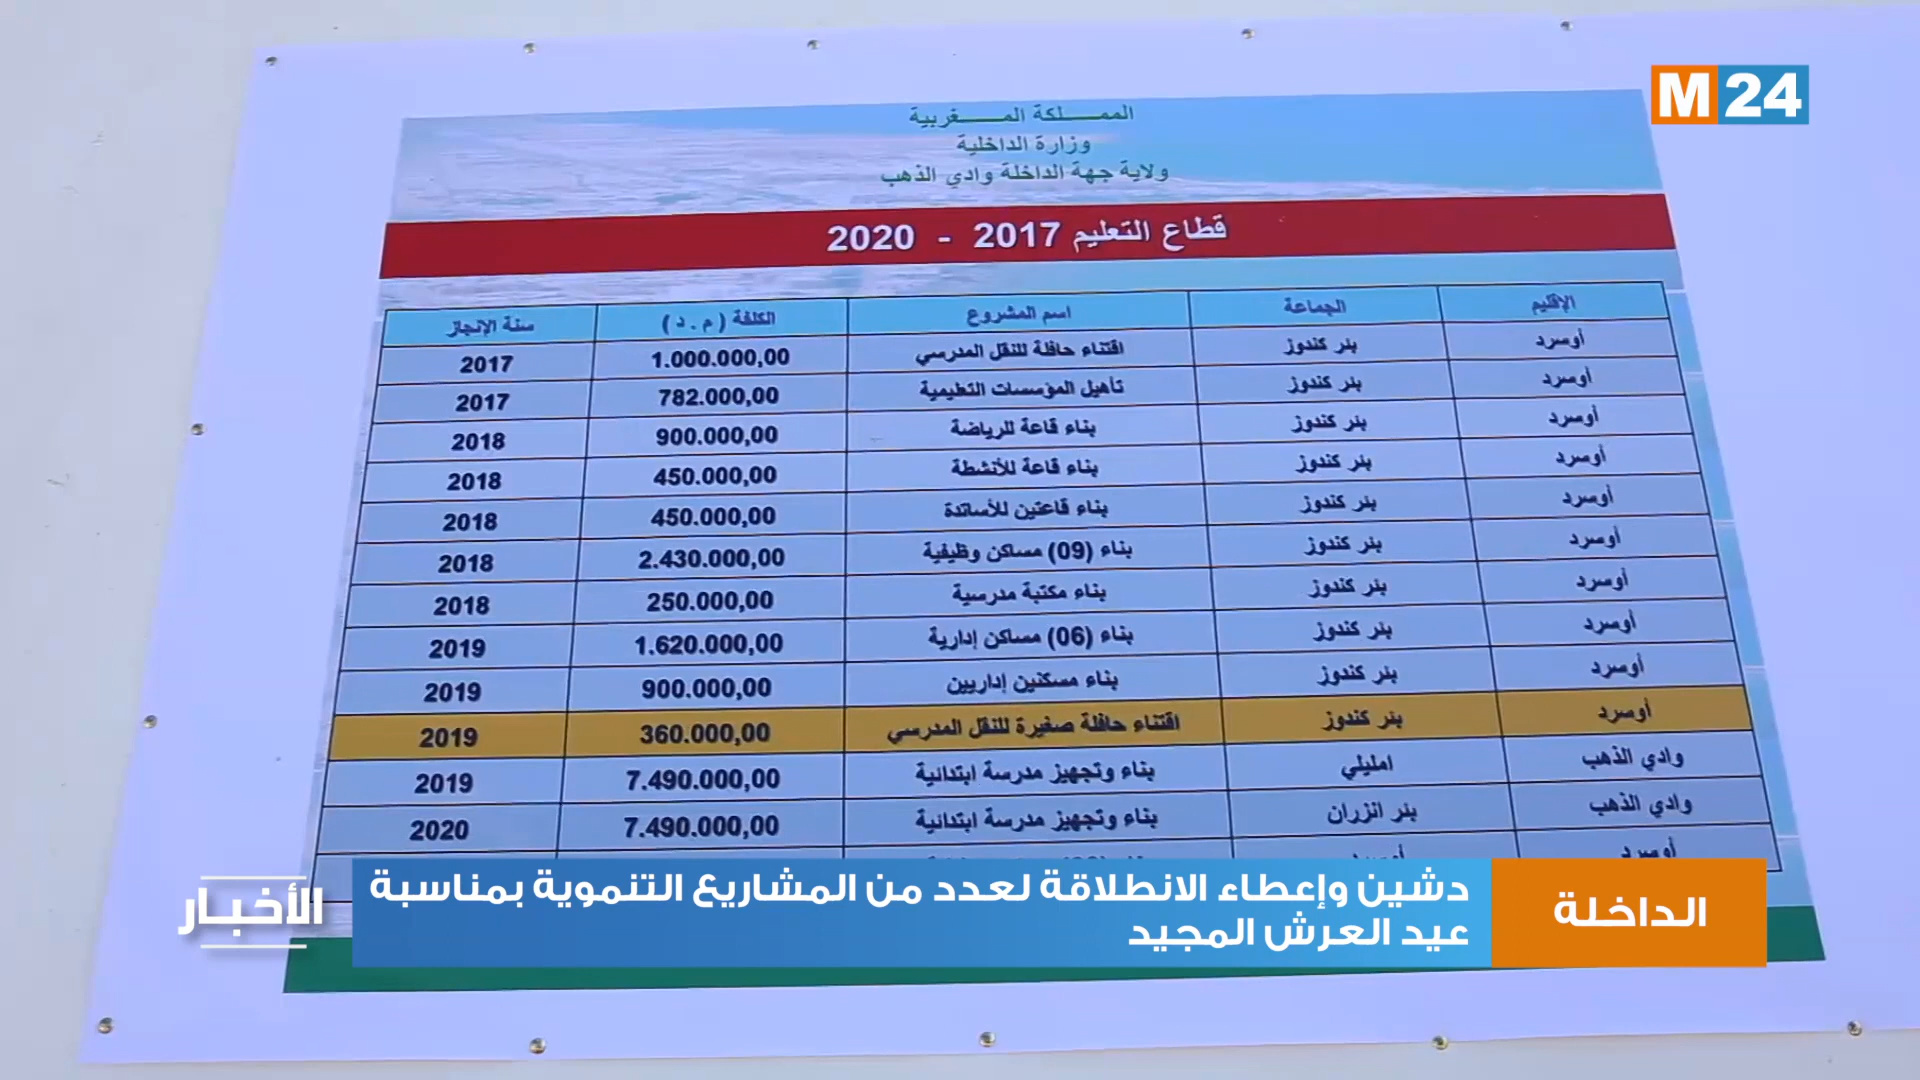 M 24
المملكة المغربية
وزارة الداخلية
ولاية جهة الداخلة وادي الذهب
قطاع التعليم 2017 - 2020
الإقليم الجماعة اسم المشروع الكلفة ( م . د ) سنة الإنجاز
أوسرد بئر كندوز اقتناء حافلة للنقل المدرسي 1.000.000,00 2017
أوسرد بئر كندوز تأهيل المؤسسات التعليمية 782.000,00 2017
أوسرد بئر كندوز بناء قاعة للرياضة 900.000,00 2018
أوسرد بئر كندوز بناء قاعة للأنشطة 450.000,00 2018
أوسرد بئر كندوز بناء قاعتين للأساتدة 450.000,00 2018
أوسرد بئر كندوز بناء (09) مساكن وظيفية 2.430.000,00 2018
أوسرد بئر كندوز بناء مكتبة مدرسية 250.000,00 2018
أوسرد بئر كندوز بناء (06) مساكن إدارية 1.620.000,00 2019
أوسرد بئر كندوز بناء مسكنين إداريين 900.000,00 2019
أوسرد بئر كندوز اقتناء حافلة صغيرة للنقل المدرسي 360.000,00 2019
وادي الذهب امليلي بناء وتجهيز مدرسة ابتدائية 7.490.000,00 2019
وادي الذهب بئر انزران بناء وتجهيز مدرسة ابتدائية 7.490.000,00 2020
أوسرد أوسرد
الداخلة
دشين وإعطاء الانطلاقة لعدد من المشاريع التنموية بمناسبة
عيد العرش المجيد
الأخبار